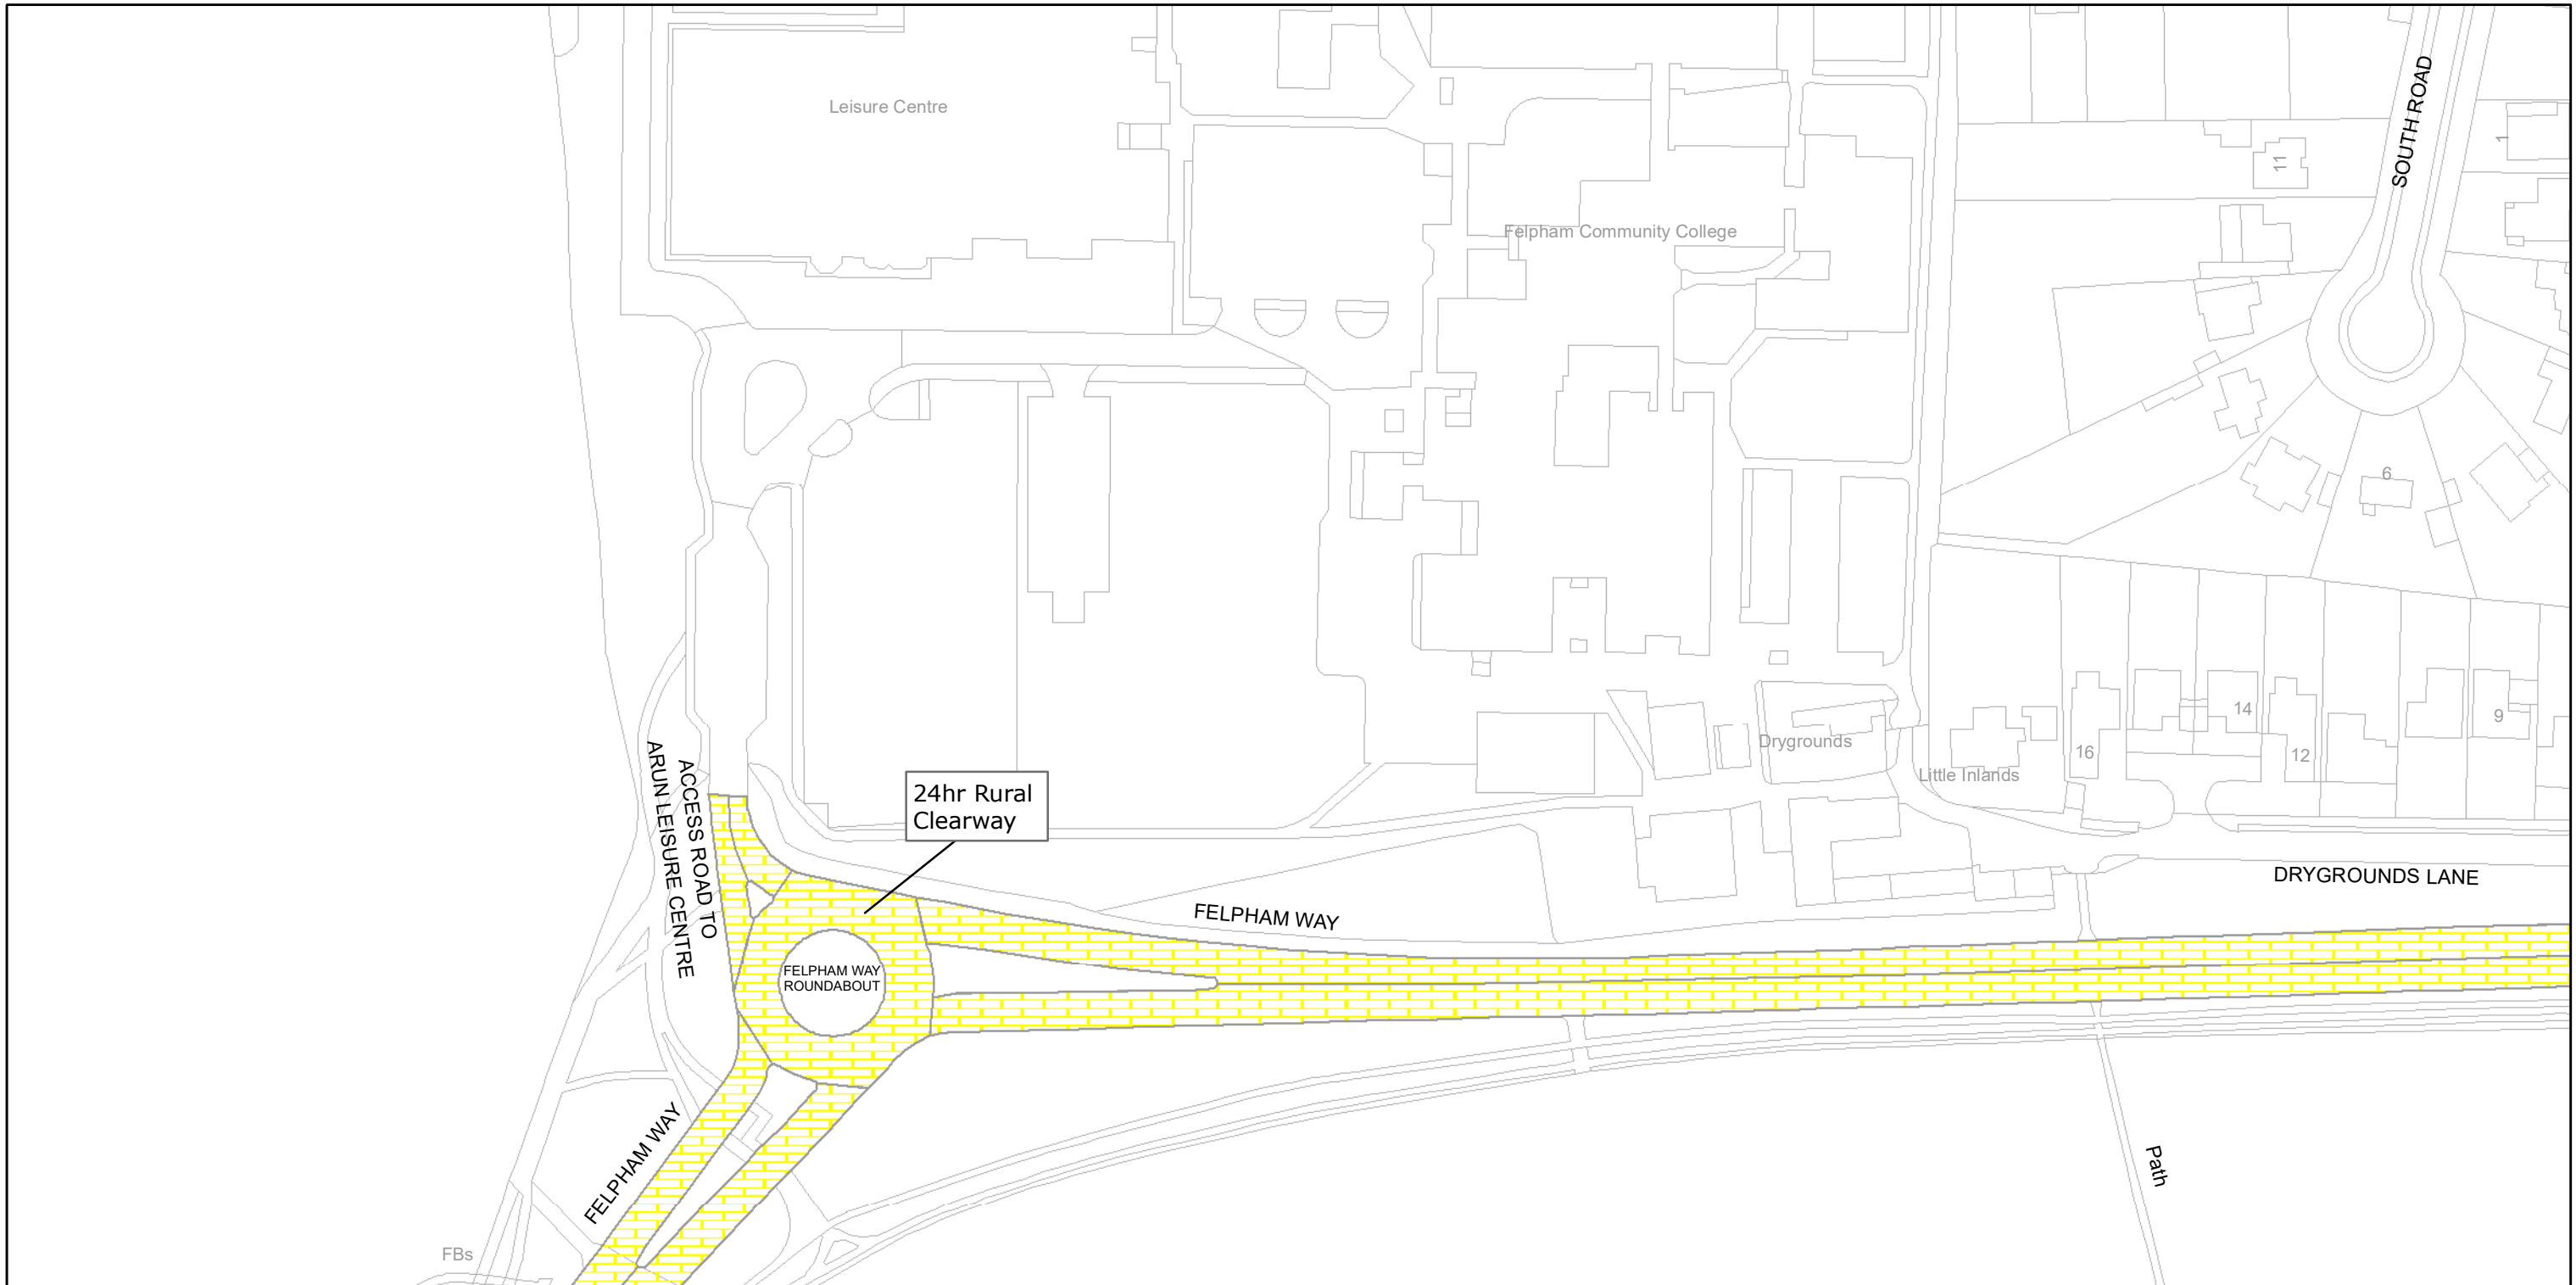 Leisure Centre
SOUTH ROAD
1
11
Felpham Community College
6
14
9
16
12
Drygrounds
Little Inlands
ACCESS ROAD TO
ARUN LEISURE CENTRE
24hr Rural
Clearway
DRYGROUNDS LANE
FELPHAM WAY
FELPHAM WAY
ROUNDABOUT
FELPHAM WAY
Path
FBs